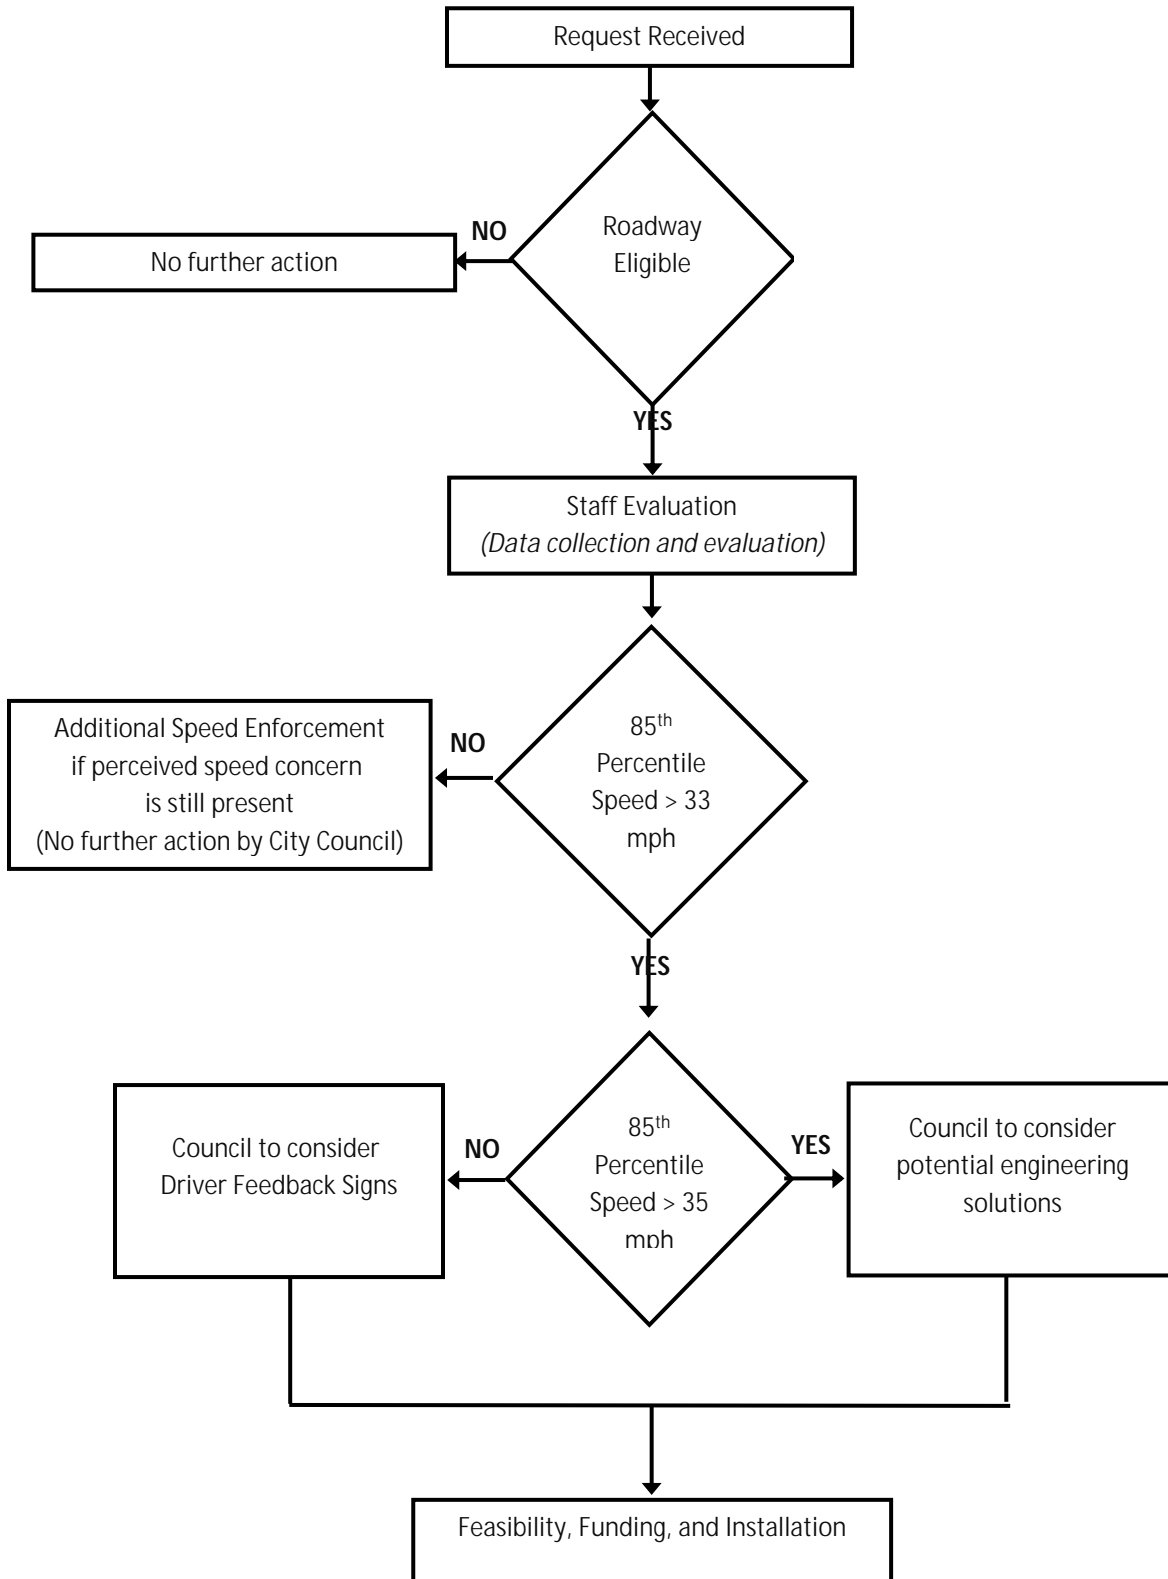 Request Received
Roadway
Eligible
NO
No further action
YES
Staff Evaluation
(Data collection and evaluation)
85th
Percentile
Speed > 33
mph
NO
Additional Speed Enforcement
if perceived speed concern
is still present
(No further action by City Council)
YES
85th
Percentile
Speed > 35
mph
NO
Council to consider
Driver Feedback Signs
YES
Council to consider
potential engineering
solutions
Feasibility, Funding, and Installation